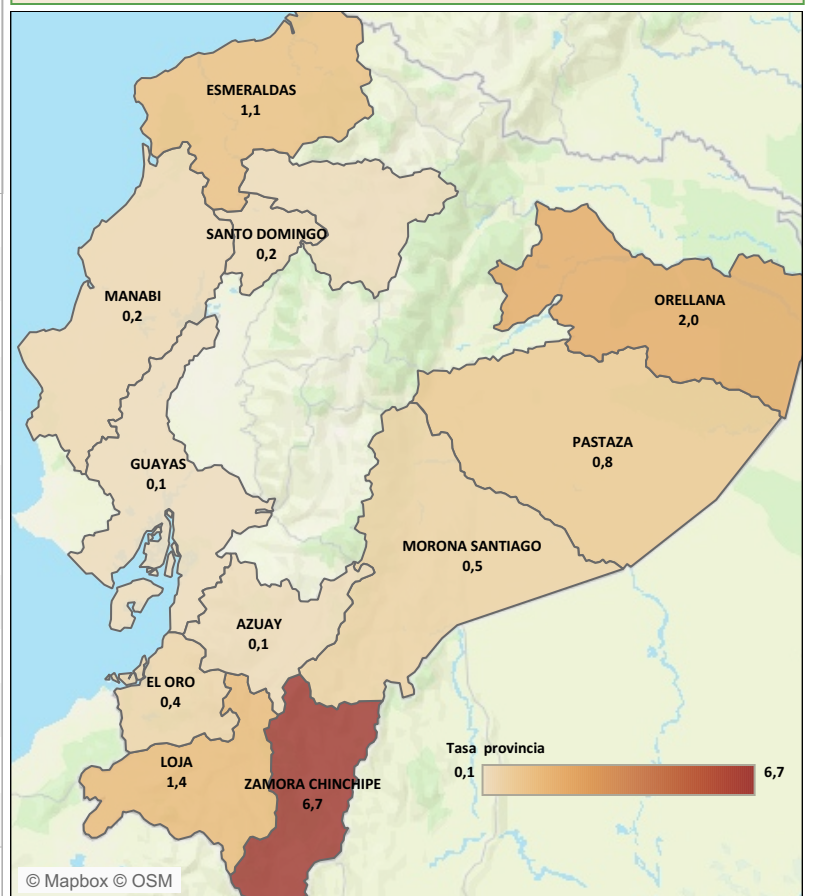 ESMERALDAS
1,1
SANTO DOMINGO
0,2
MANABI
0,2
ORELLANA
2,0
PASTAZA
0,8
GUAYAS
0,1
MORONA SANTIAGO
0,5
AZUAY
0,1
EL ORO
0,4
LOJA
1,4
ZAMORA CHINCHIPE
6,7
Tasa provincia
0,1
6,7
© Mapbox © OSM